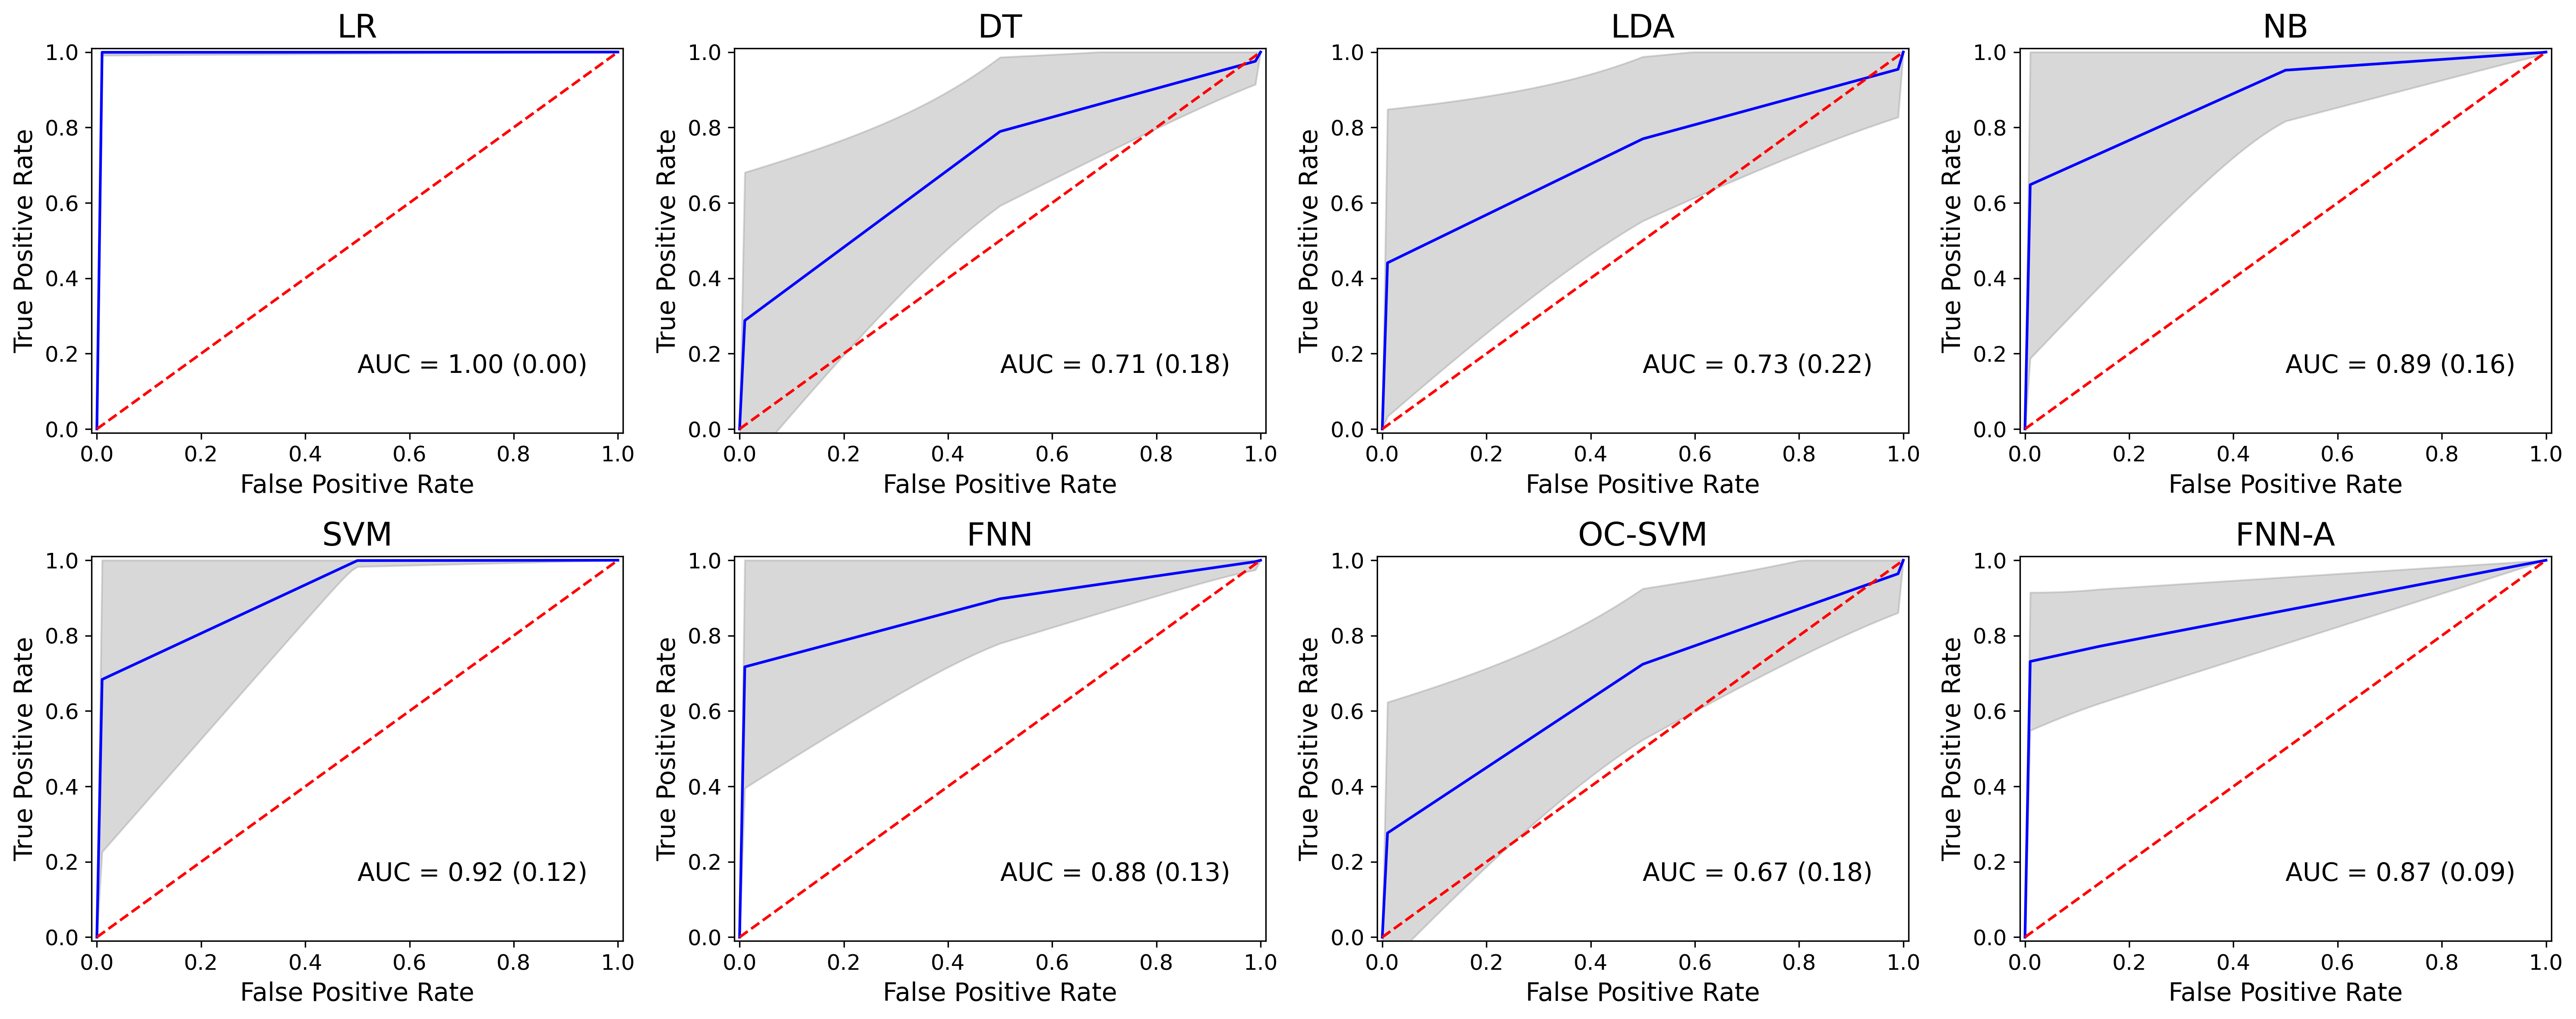 LR
1.0
0.8
0.6
0.4
0.2
0.0
True Positive Rate
AUC = 1.00 (0.00)
0.0 0.2 0.4 0.6 0.8 1.0
False Positive Rate
DT
1.0
0.8
0.6
0.4
0.2
0.0
True Positive Rate
AUC = 0.71 (0.18)
0.0 0.2 0.4 0.6 0.8 1.0
False Positive Rate
LDA
1.0
0.8
0.6
0.4
0.2
0.0
True Positive Rate
AUC = 0.73 (0.22)
0.0 0.2 0.4 0.6 0.8 1.0
False Positive Rate
NB
1.0
0.8
0.6
0.4
0.2
0.0
True Positive Rate
AUC = 0.89 (0.16)
0.0 0.2 0.4 0.6 0.8 1.0
False Positive Rate
SVM
1.0
0.8
0.6
0.4
0.2
0.0
True Positive Rate
AUC = 0.92 (0.12)
0.0 0.2 0.4 0.6 0.8 1.0
False Positive Rate
FNN
1.0
0.8
0.6
0.4
0.2
0.0
True Positive Rate
AUC = 0.88 (0.13)
0.0 0.2 0.4 0.6 0.8 1.0
False Positive Rate
OC-SVM
1.0
0.8
0.6
0.4
0.2
0.0
True Positive Rate
AUC = 0.67 (0.18)
0.0 0.2 0.4 0.6 0.8 1.0
False Positive Rate
FNN-A
1.0
0.8
0.6
0.4
0.2
0.0
True Positive Rate
AUC = 0.87 (0.09)
0.0 0.2 0.4 0.6 0.8 1.0
False Positive Rate